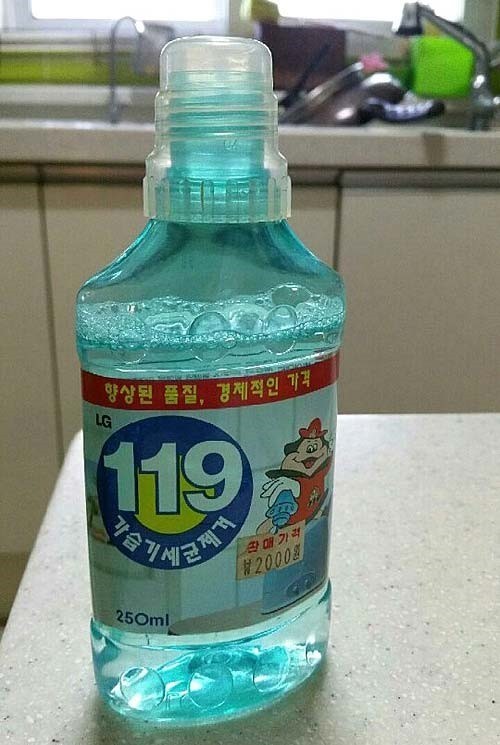 향상된 품질, 경제적인 가격
LG
119
가습기세균제거
판매가격
₩2000원
250ml